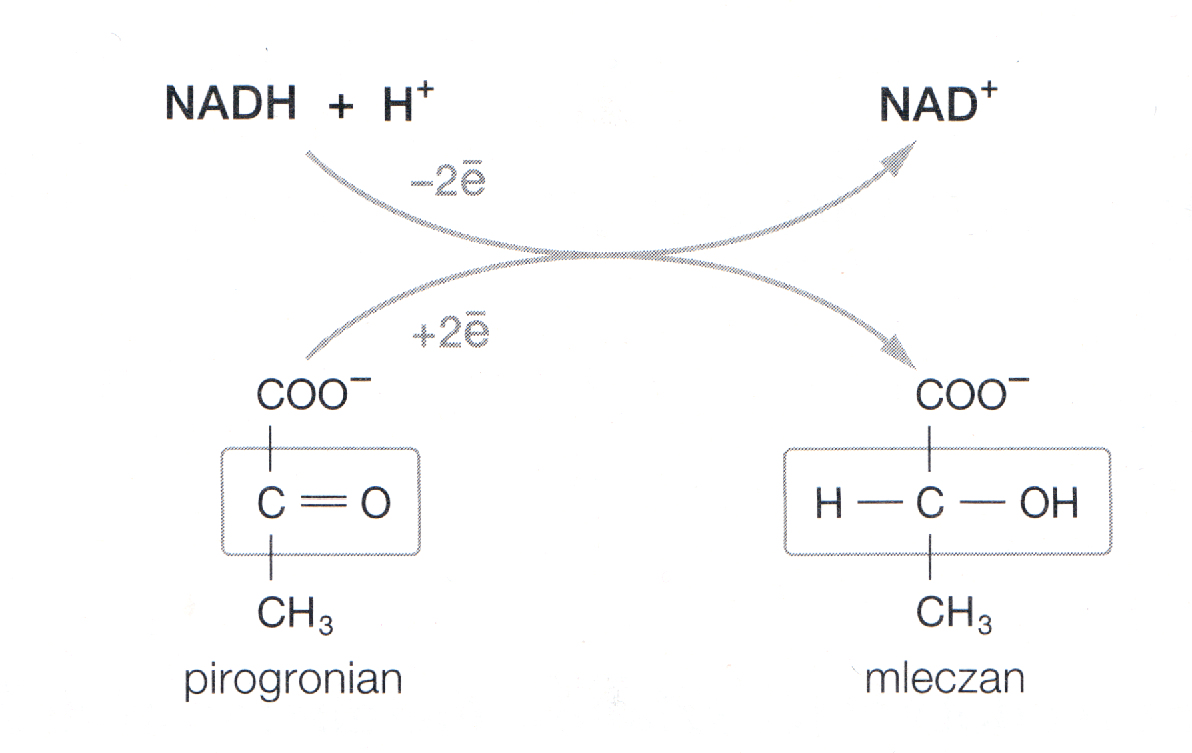 NADH + H⁺ NAD⁺
−2ē
+2ē
COO⁻ COO⁻
C = O H — C — OH
CH₃ CH₃
pirogronian mleczan